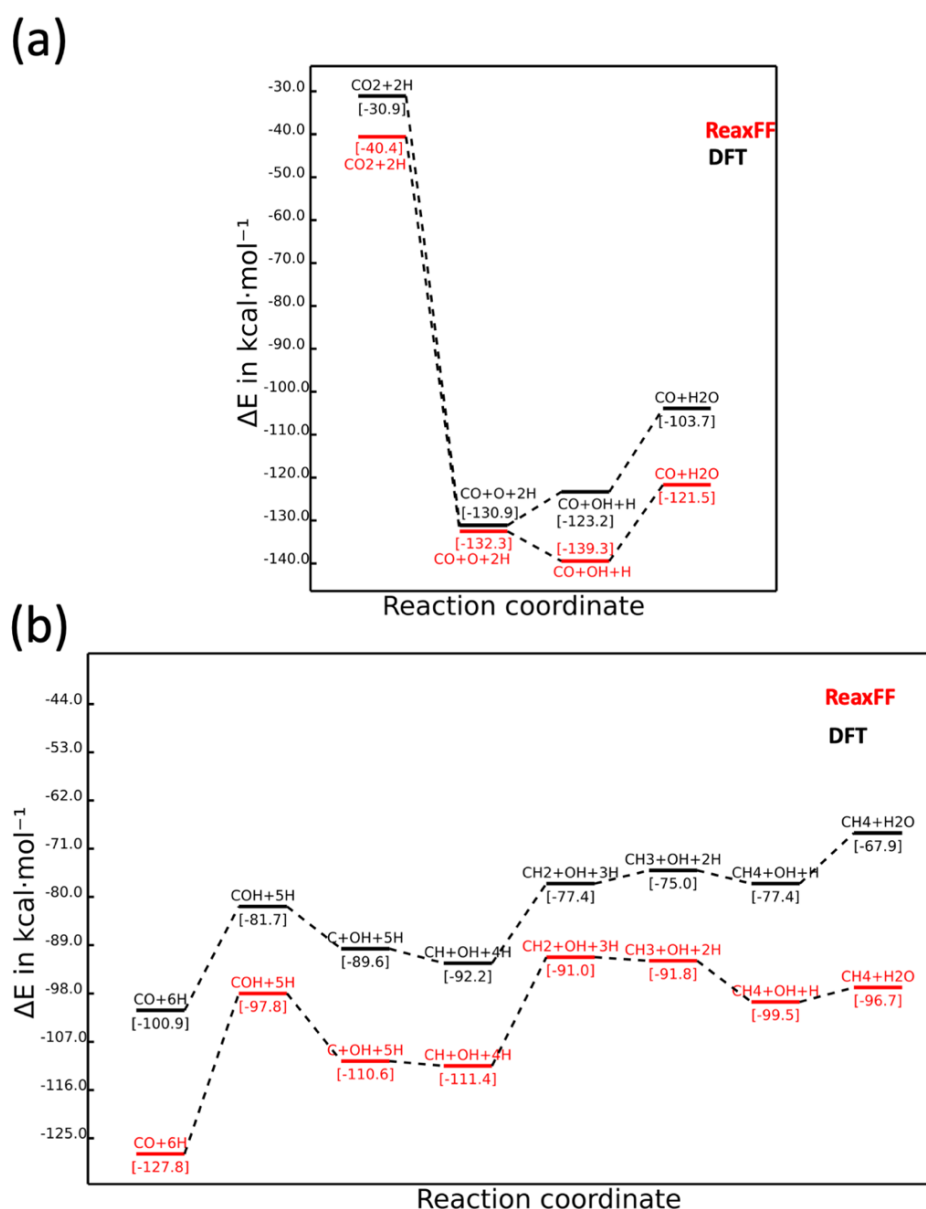 (a)
-30.0
-40.0
-50.0
-60.0
-70.0
-80.0
-90.0
-100.0
-110.0
-120.0
-130.0
-140.0
ΔE in kcal·mol⁻¹
CO2+2H
[-30.9]
[-40.4]
CO2+2H
ReaxFF
DFT
CO+O+2H
[-130.9]
[-132.3]
CO+O+2H
CO+OH+H
[-123.2]
[-139.3]
CO+OH+H
CO+H2O
[-103.7]
CO+H2O
[-121.5]
Reaction coordinate
(b)
-44.0
-53.0
-62.0
-71.0
-80.0
-89.0
-98.0
-107.0
-116.0
-125.0
ΔE in kcal·mol⁻¹
ReaxFF
DFT
CO+6H
[-100.9]
COH+5H
[-81.7]
C+OH+5H
[-89.6]
CH+OH+4H
[-92.2]
CH2+OH+3H
[-77.4]
CH3+OH+2H
[-75.0]
CH4+OH+H
[-77.4]
CH4+H2O
[-67.9]
CO+6H
[-127.8]
COH+5H
[-97.8]
C+OH+5H
[-110.6]
CH+OH+4H
[-111.4]
CH2+OH+3H
[-91.0]
CH3+OH+2H
[-91.8]
CH4+OH+H
[-99.5]
CH4+H2O
[-96.7]
Reaction coordinate